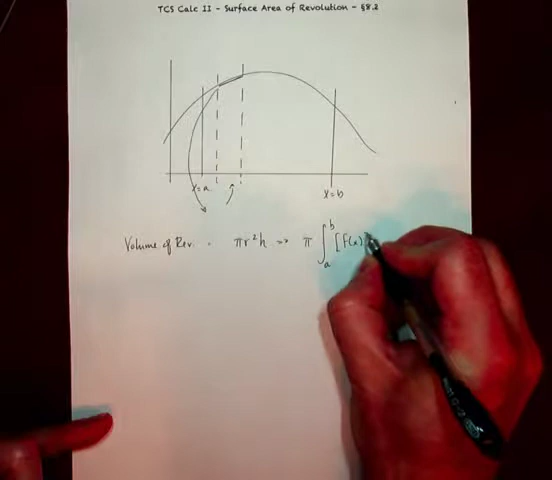 TCS Calc II - Surface Area of Revolution - §8.2
x=a
x=b
Volume of Rev. - πr²h ⇒ π ∫ₐᵇ [f(x)]